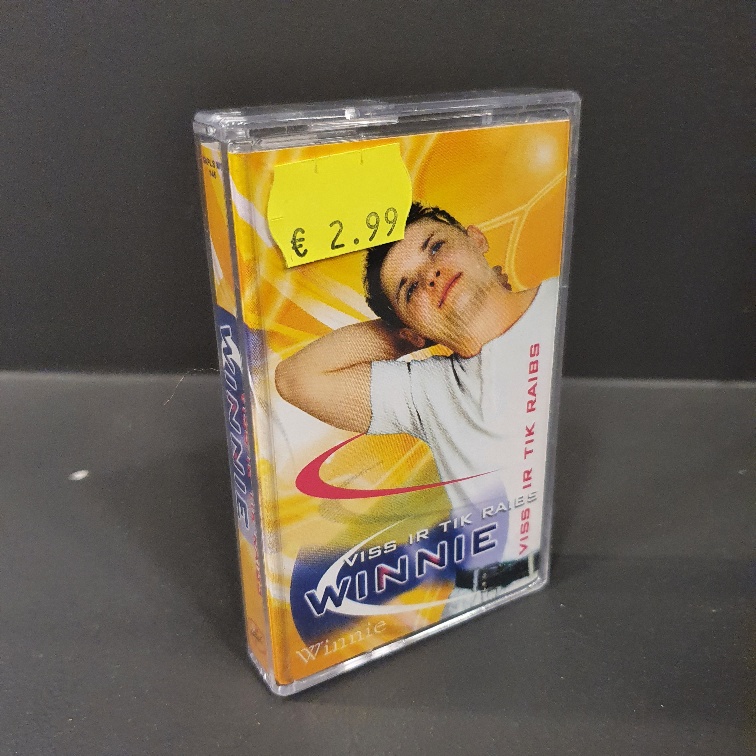 € 2.99
VISS IR TIK RAIBS
VISS IR TIK RAIBS
WINNIE
Winnie
WINNIE